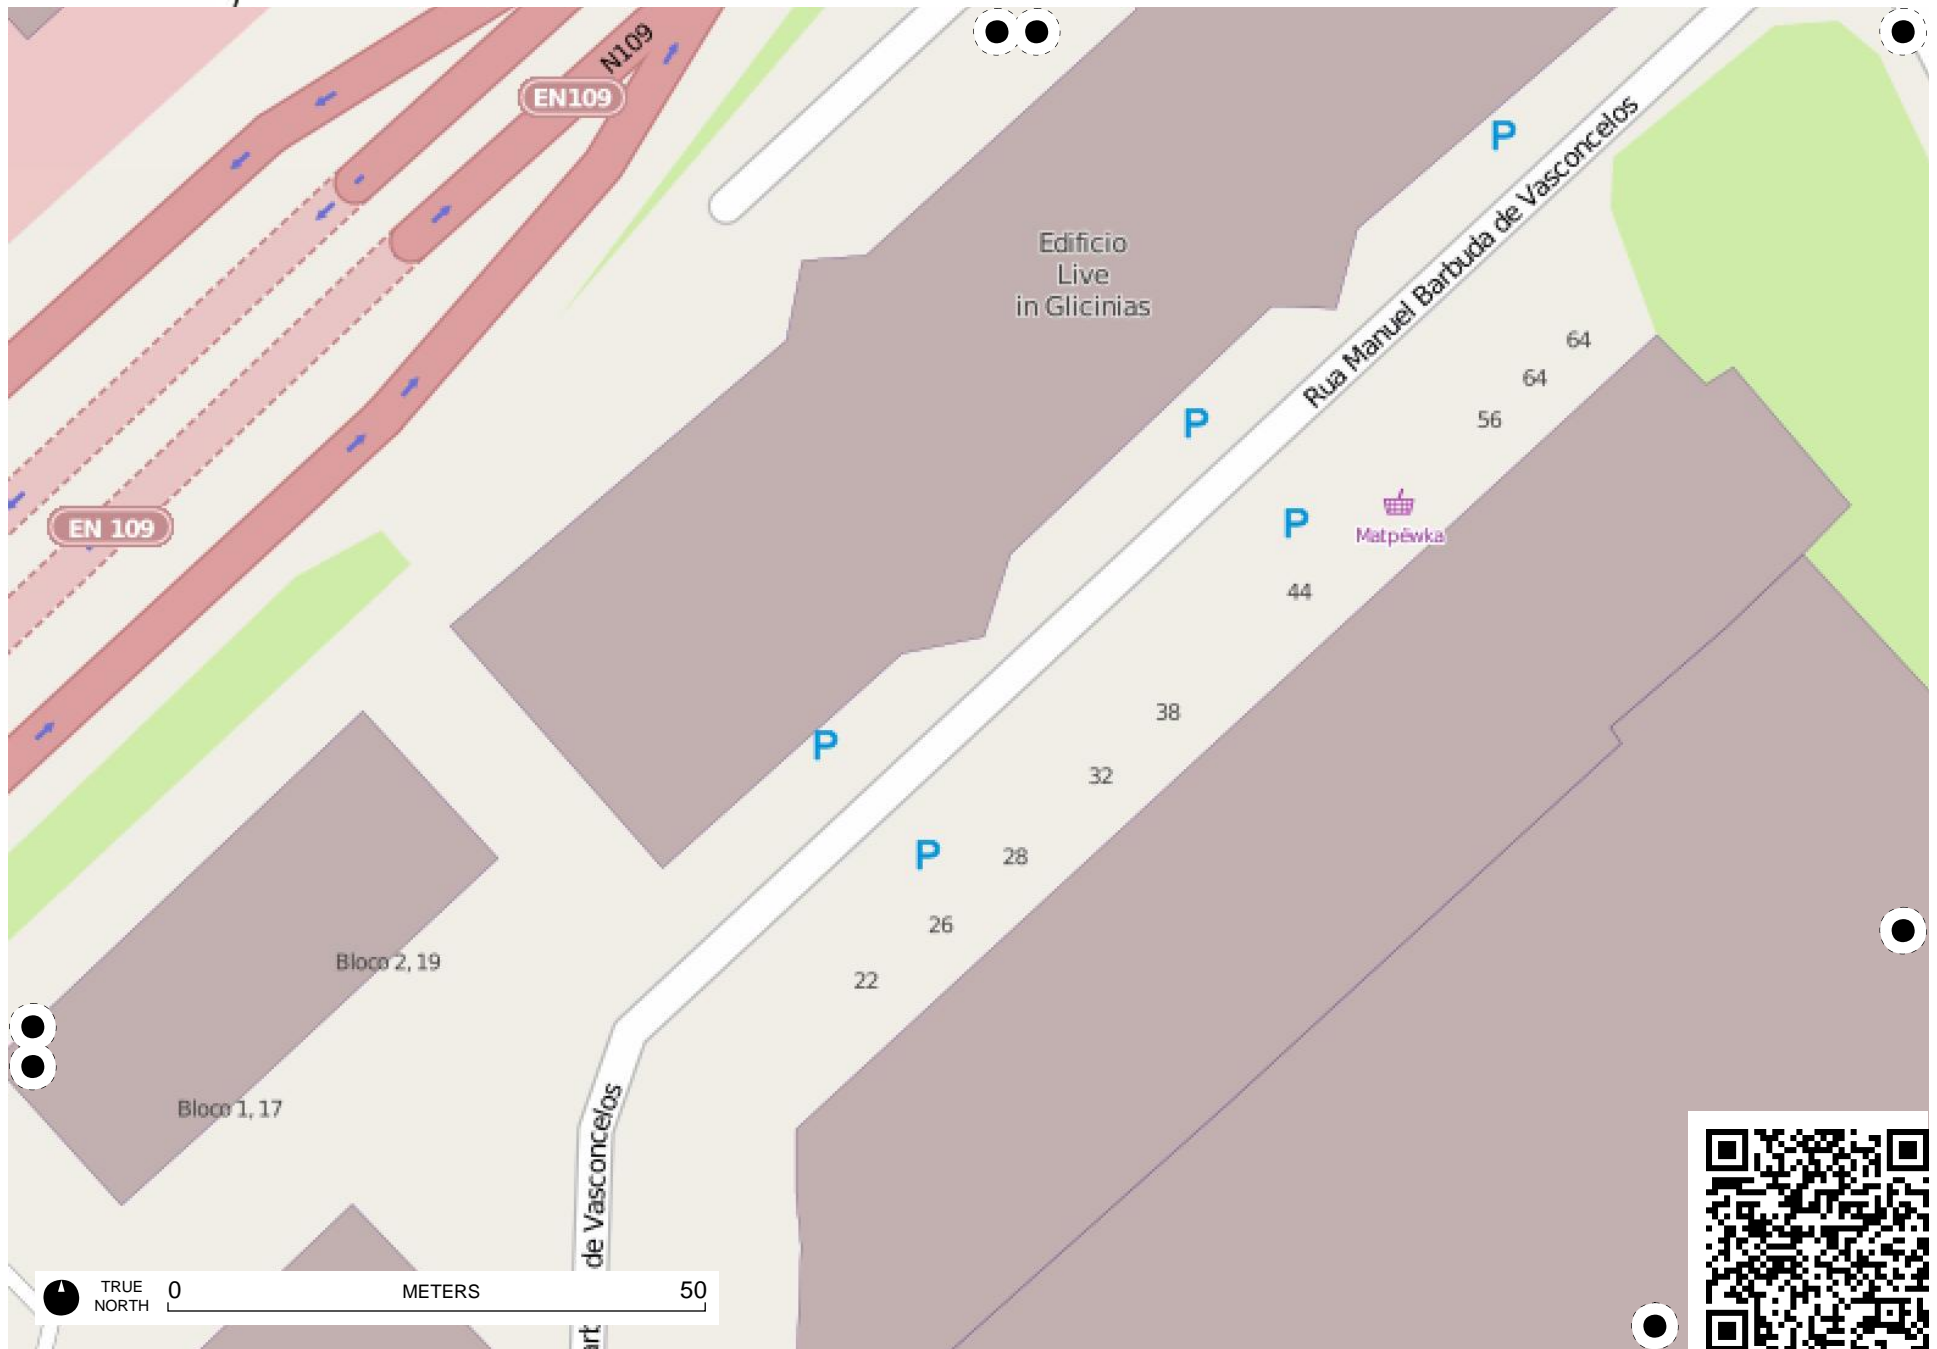 N109
EN109
Rua Manuel Barbuda de Vasconcelos
P
Edificio
Live
in Glicinias
64
64
P
56
EN 109
P
Matpëwka
44
38
P
32
P
28
26
Bloco 2, 19
22
Bloco 1, 17
de Vasconcelos
TRUE
NORTH
0
METERS
50